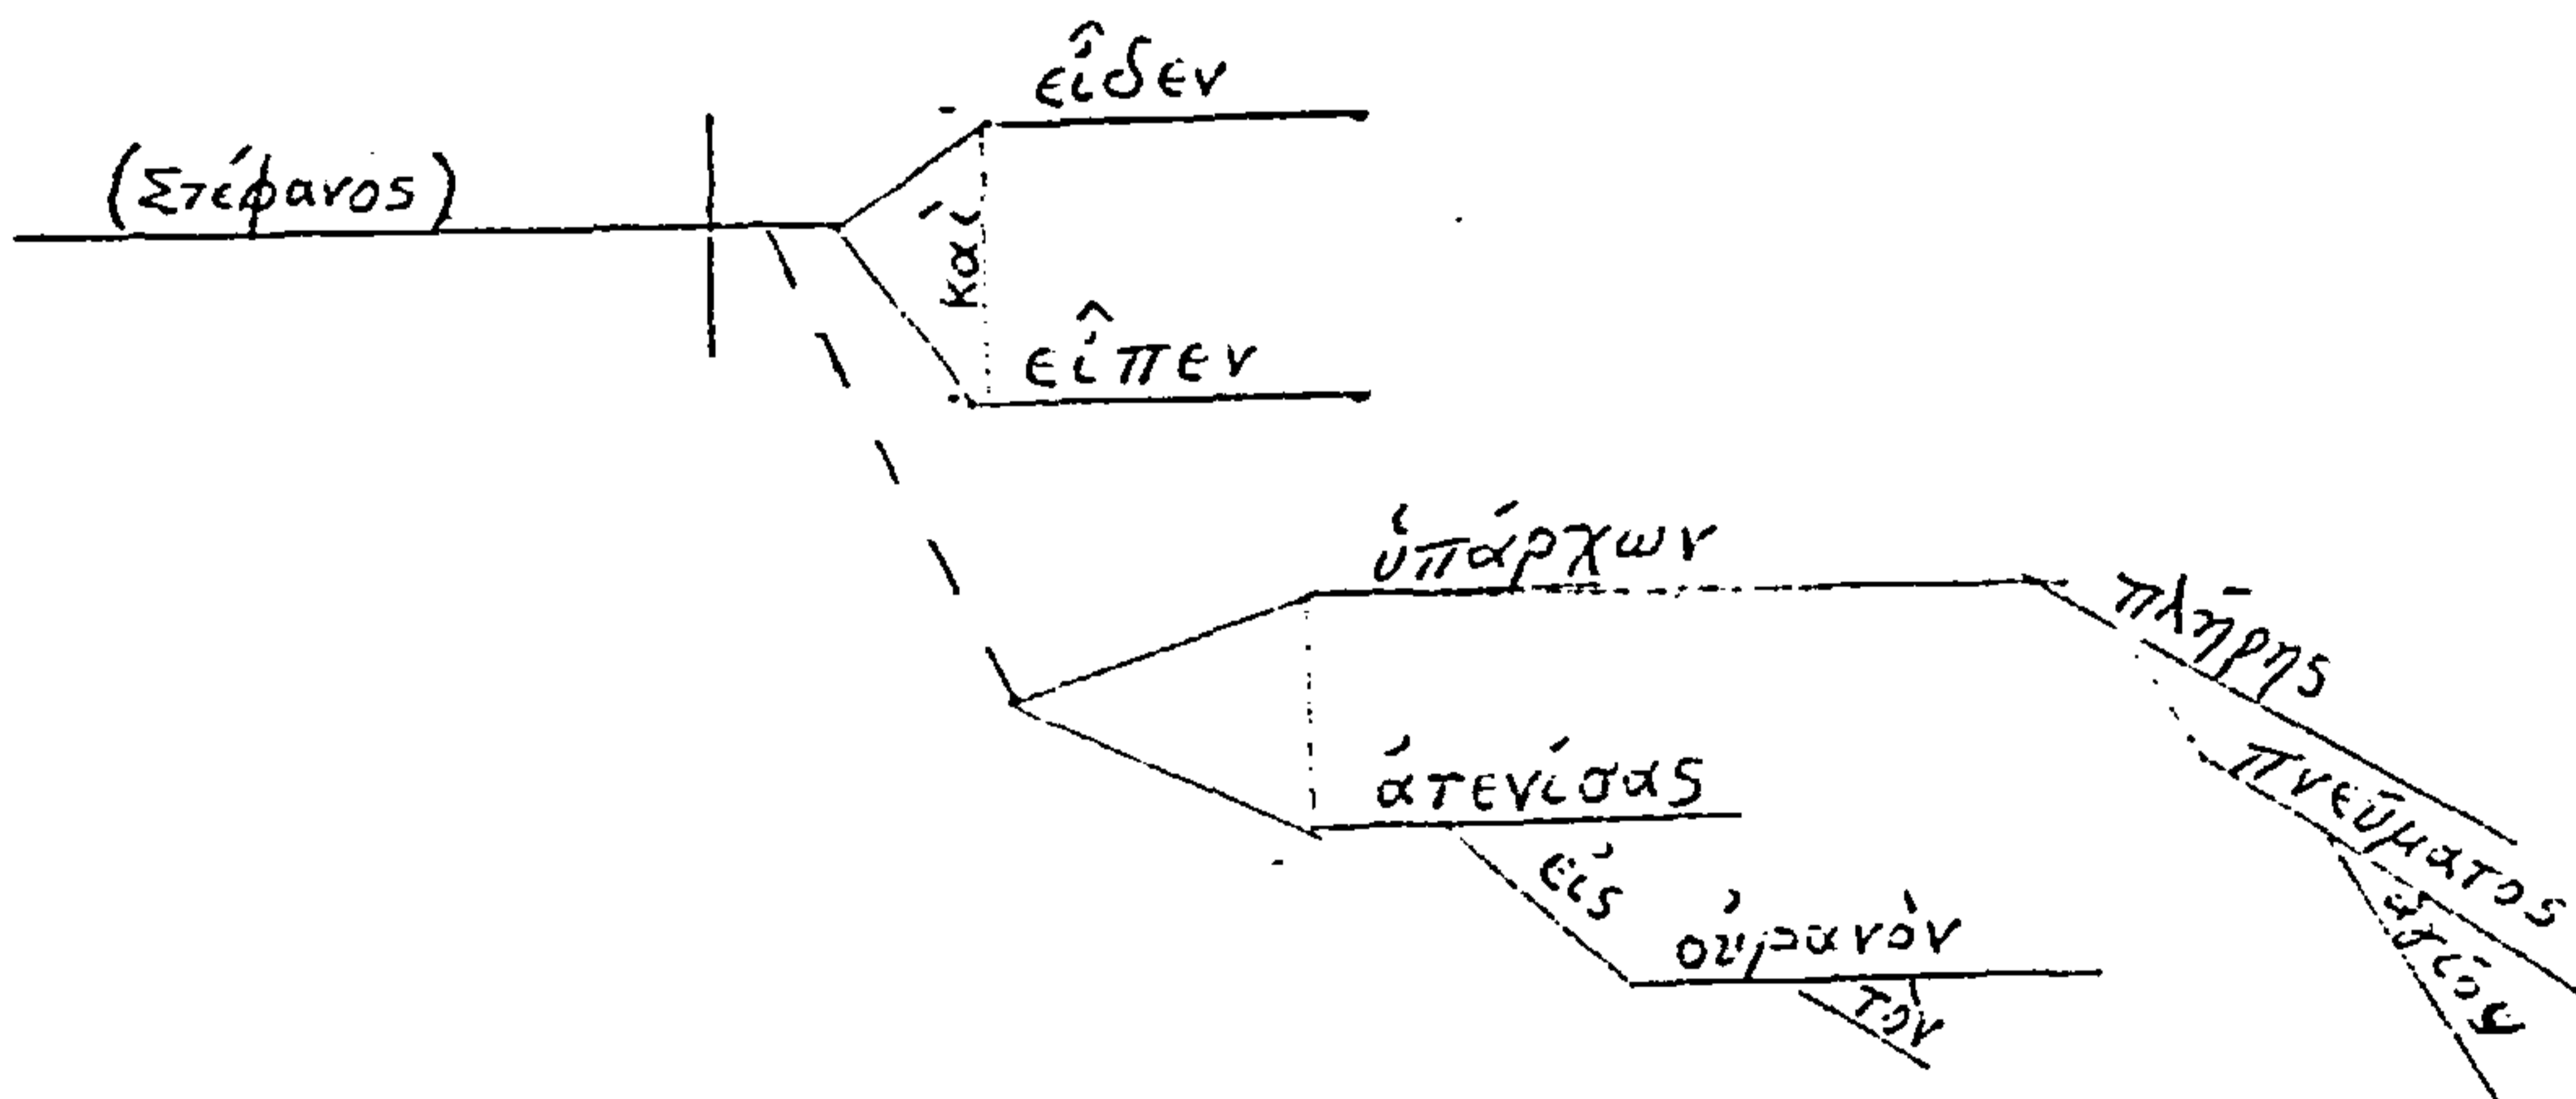 εἶδεν
(Στέφανος)
καί
εἶπεν
ὑπάρχων
πλήρης
πνεύματος
ἁγίου
ἀτενίσας
εἰς
οὐρανὸν
τὸν